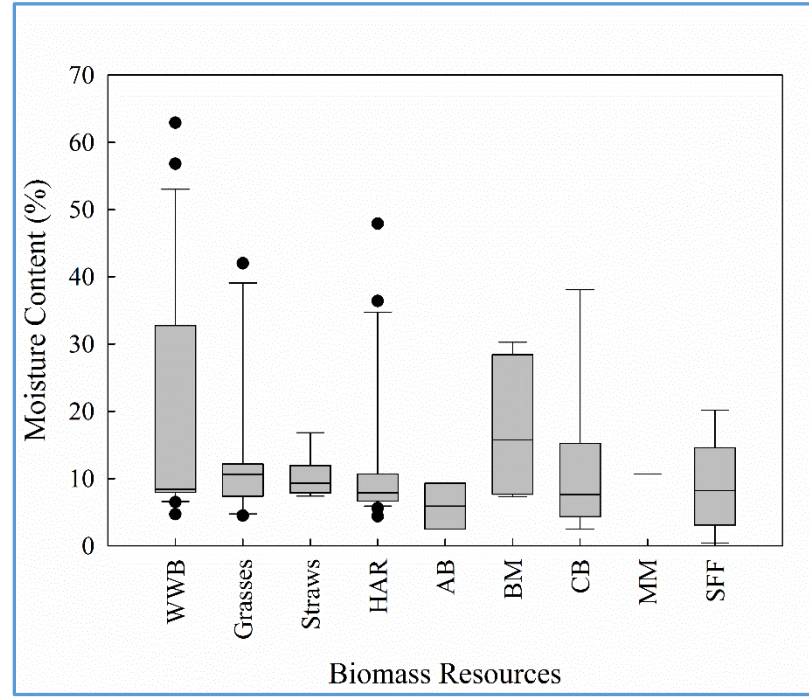 70
60
50
40
30
20
10
0
Moisture Content (%)
WWB
Grasses
Straws
HAR
AB
BM
CB
MM
SFF
Biomass Resources